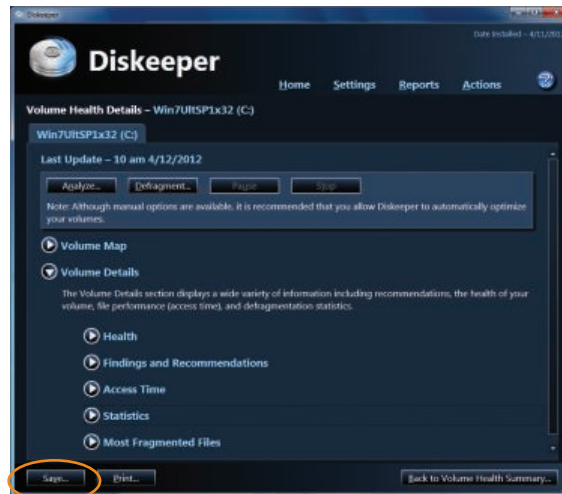 Diskeeper
Date Installed - 4/11/201
Diskeeper
Home Settings Reports Actions
Volume Health Details – Win7UltSP1x32 (C:)
Win7UltSP1x32 (C:)
Last Update – 10 am 4/12/2012
Analyze... Defragment... Pause Stop
Note: Although manual options are available, it is recommended that you allow Diskeeper to automatically optimize
your volumes.
Volume Map
Volume Details
The Volume Details section displays a wide variety of information including recommendations, the health of your
volume, file performance (access time), and defragmentation statistics.
Health
Findings and Recommendations
Access Time
Statistics
Most Fragmented Files
Save... Print... Back to Volume Health Summary...